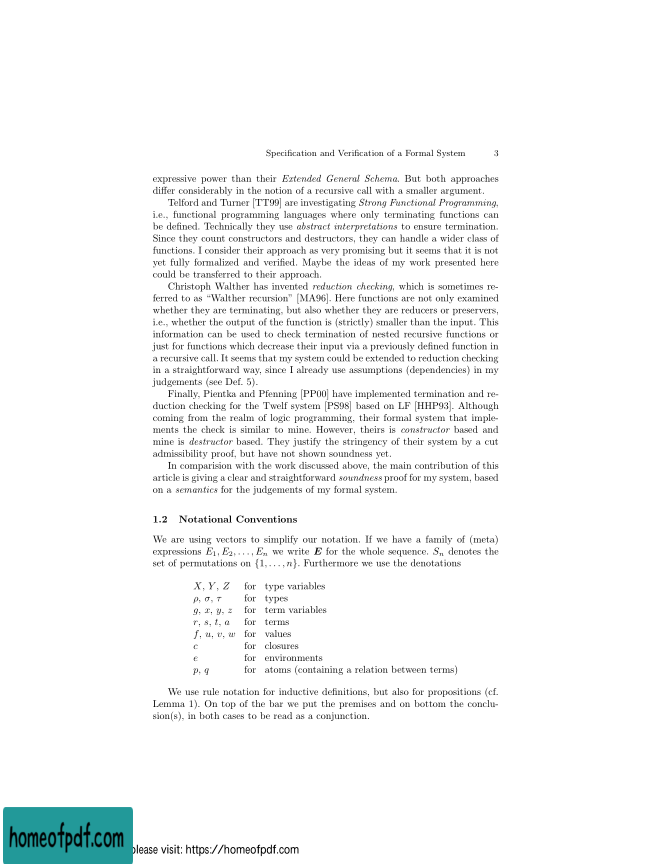 Specification and Verification of a Formal System 3
expressive power than their Extended General Schema. But both approaches
differ considerably in the notion of a recursive call with a smaller argument.
Telford and Turner [TT99] are investigating Strong Functional Programming,
i.e., functional programming languages where only terminating functions can
be defined. Technically they use abstract interpretations to ensure termination.
Since they count constructors and destructors, they can handle a wider class of
functions. I consider their approach as very promising but it seems that it is not
yet fully formalized and verified. Maybe the ideas of my work presented here
could be transferred to their approach.
Christoph Walther has invented reduction checking, which is sometimes re-
ferred to as “Walther recursion” [MA96]. Here functions are not only examined
whether they are terminating, but also whether they are reducers or preservers,
i.e., whether the output of the function is (strictly) smaller than the input. This
information can be used to check termination of nested recursive functions or
just for functions which decrease their input via a previously defined function in
a recursive call. It seems that my system could be extended to reduction checking
in a straightforward way, since I already use assumptions (dependencies) in my
judgements (see Def. 5).
Finally, Pientka and Pfenning [PP00] have implemented termination and re-
duction checking for the Twelf system [PS98] based on LF [HHP93]. Although
coming from the realm of logic programming, their formal system that imple-
ments the check is similar to mine. However, theirs is constructor based and
mine is destructor based. They justify the stringency of their system by a cut
admissibility proof, but have not shown soundness yet.
In comparision with the work discussed above, the main contribution of this
article is giving a clear and straightforward soundness proof for my system, based
on a semantics for the judgements of my formal system.
1.2 Notational Conventions
We are using vectors to simplify our notation. If we have a family of (meta)
expressions E₁, E₂, . . . , Eₙ we write E for the whole sequence. Sₙ denotes the
set of permutations on {1, . . . , n}. Furthermore we use the denotations
X, Y, Z for type variables
ρ, σ, τ for types
g, x, y, z for term variables
r, s, t, a for terms
f, u, v, w for values
c for closures
e for environments
p, q for atoms (containing a relation between terms)
We use rule notation for inductive definitions, but also for propositions (cf.
Lemma 1). On top of the bar we put the premises and on bottom the conclu-
sion(s), in both cases to be read as a conjunction.
homeofpdf.com
please visit: https://homeofpdf.com